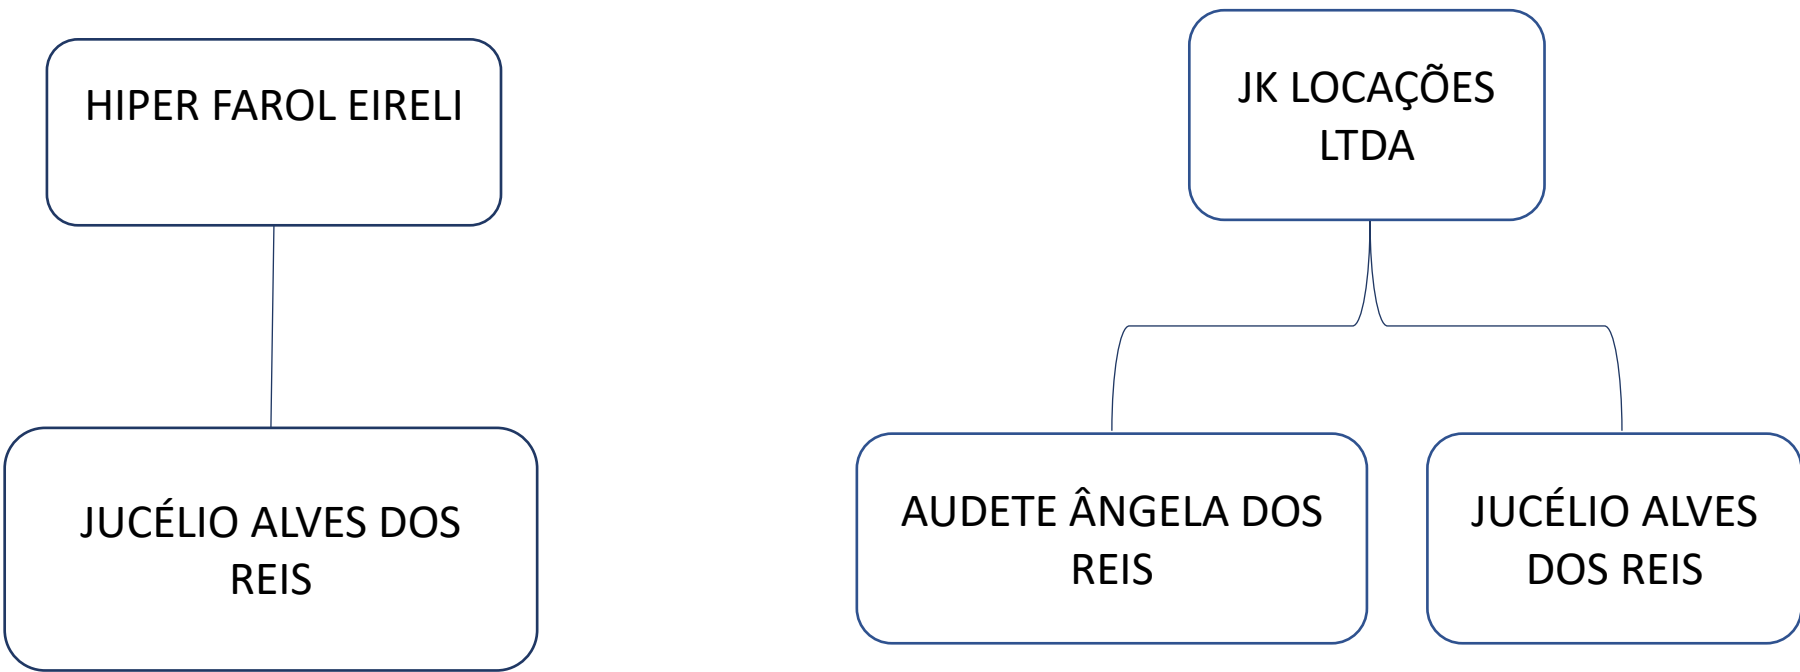 HIPER FAROL EIRELI
JK LOCAÇÕES
LTDA
JUCÉLIO ALVES DOS
REIS
AUDETE ÂNGELA DOS
REIS
JUCÉLIO ALVES
DOS REIS